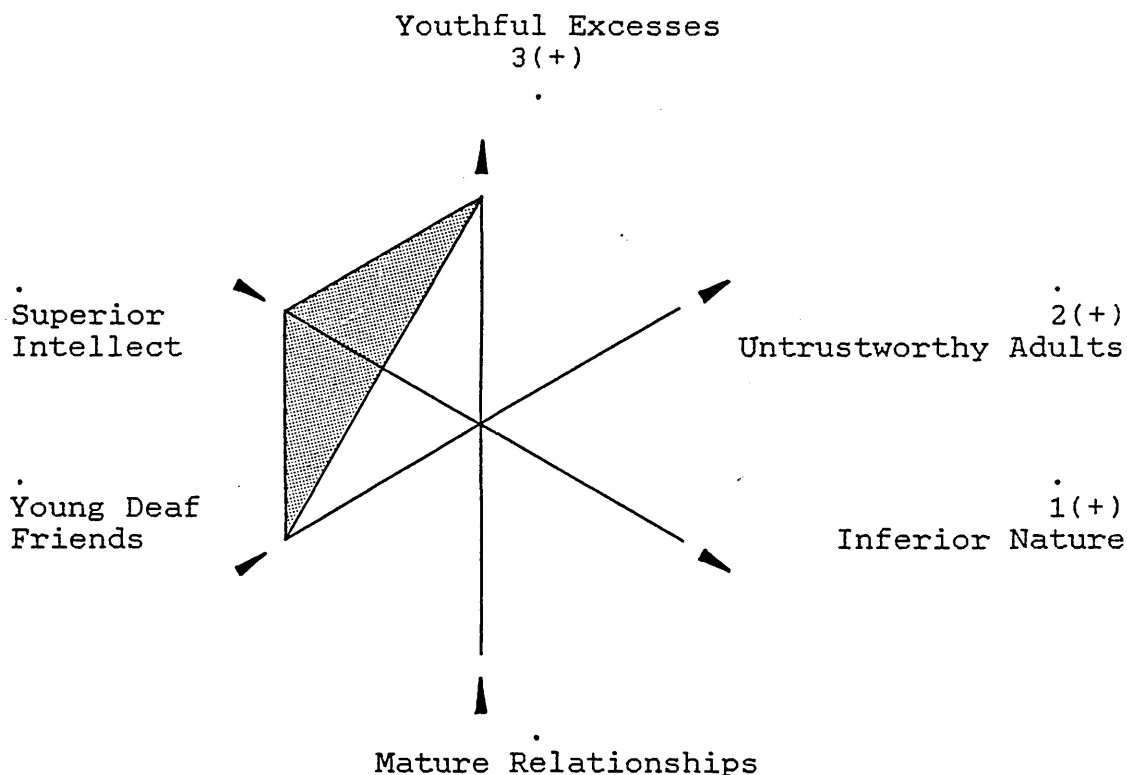 Youthful Excesses
3(+)
Superior
Intellect
2(+)
Untrustworthy Adults
Young Deaf
Friends
1(+)
Inferior Nature
Mature Relationships